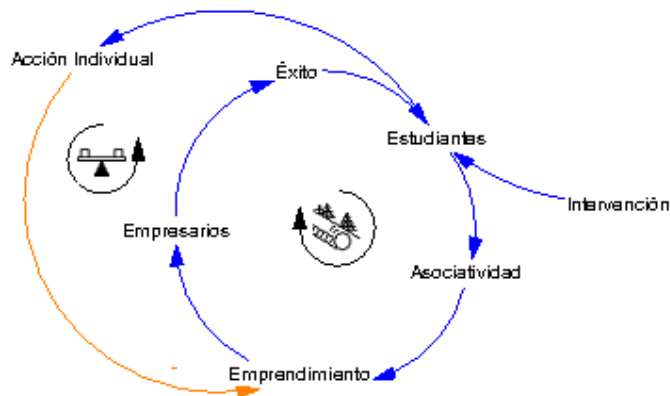 Acción Individual
Éxito
Estudiantes
Intervención
Empresarios
Asociatividad
Emprendimiento
-